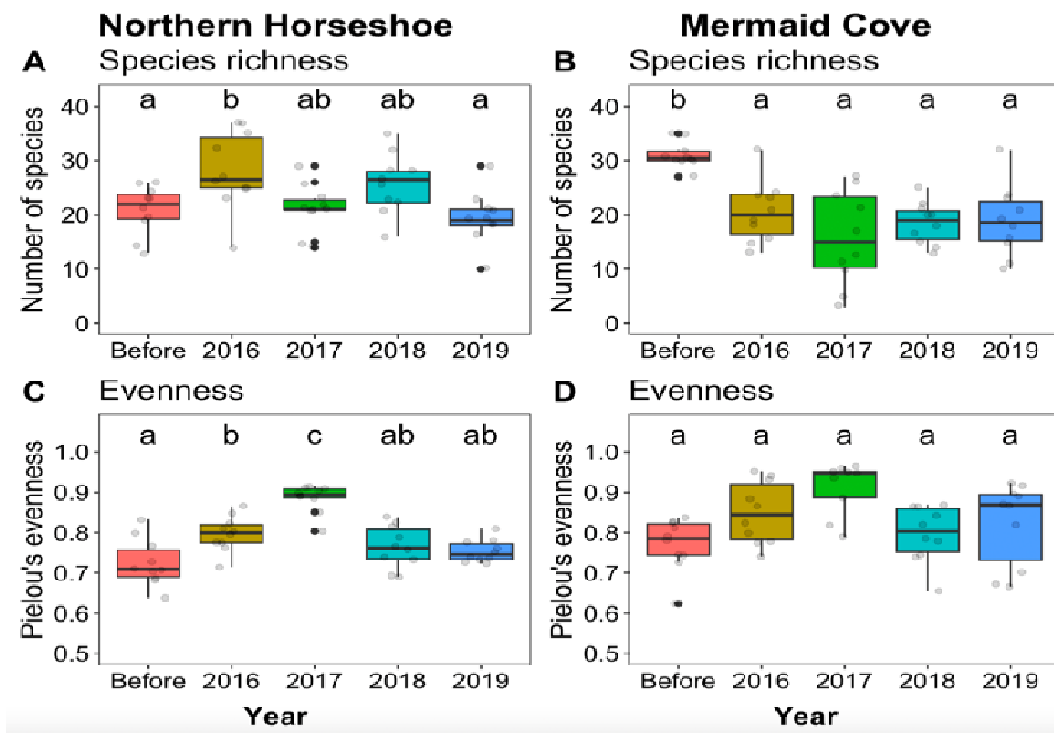 Northern Horseshoe
Mermaid Cove
A Species richness
B Species richness
Number of species
40
30
20
10
0
a b ab ab a
Before 2016 2017 2018 2019
Number of species
40
30
20
10
0
b a a a a
Before 2016 2017 2018 2019
C Evenness
D Evenness
Pielou's evenness
1.0
0.9
0.8
0.7
0.6
0.5
a b c ab ab
Before 2016 2017 2018 2019
Year
Pielou's evenness
1.0
0.9
0.8
0.7
0.6
0.5
a a a a a
Before 2016 2017 2018 2019
Year